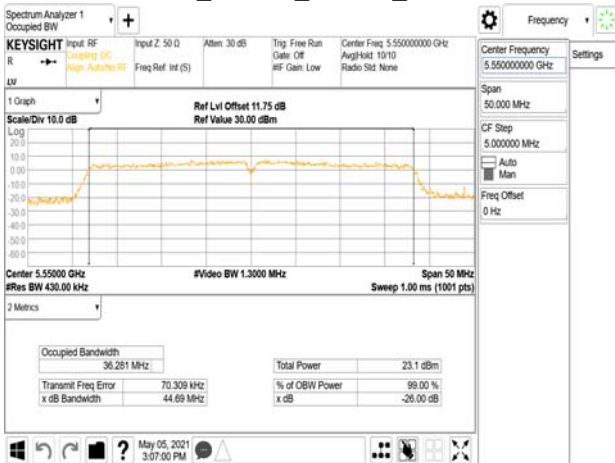 Spectrum Analyzer 1
Occupied BW
Frequency
KEYSIGHT
R
Input: RF
Coupling: DC
Align: Auto/No RF
Input Z: 50 Ω
Freq Ref: Int (S)
Atten: 30 dB
Trig: Free Run
Gate: Off
#IF Gain: Low
Center Freq: 5.550000000 GHz
Avg|Hold: 10/10
Radio Std: None
Center Frequency
5.550000000 GHz
Settings
Span
50.000 MHz
CF Step
5.000000 MHz
Auto
Man
Freq Offset
0 Hz
1 Graph
Scale/Div 10.0 dB
Ref Lvl Offset 11.75 dB
Ref Value 30.00 dBm
Log
20.0
10.0
0.00
-10.0
-20.0
-30.0
-40.0
-50.0
-60.0
Center 5.55000 GHz
#Res BW 430.00 kHz
#Video BW 1.3000 MHz
Span 50 MHz
Sweep 1.00 ms (1001 pts)
2 Metrics
Occupied Bandwidth
36.281 MHz
Total Power 23.1 dBm
Transmit Freq Error 70.309 kHz
% of OBW Power 99.00 %
x dB Bandwidth 44.69 MHz
x dB -26.00 dB
?
May 05, 2021
3:07:00 PM